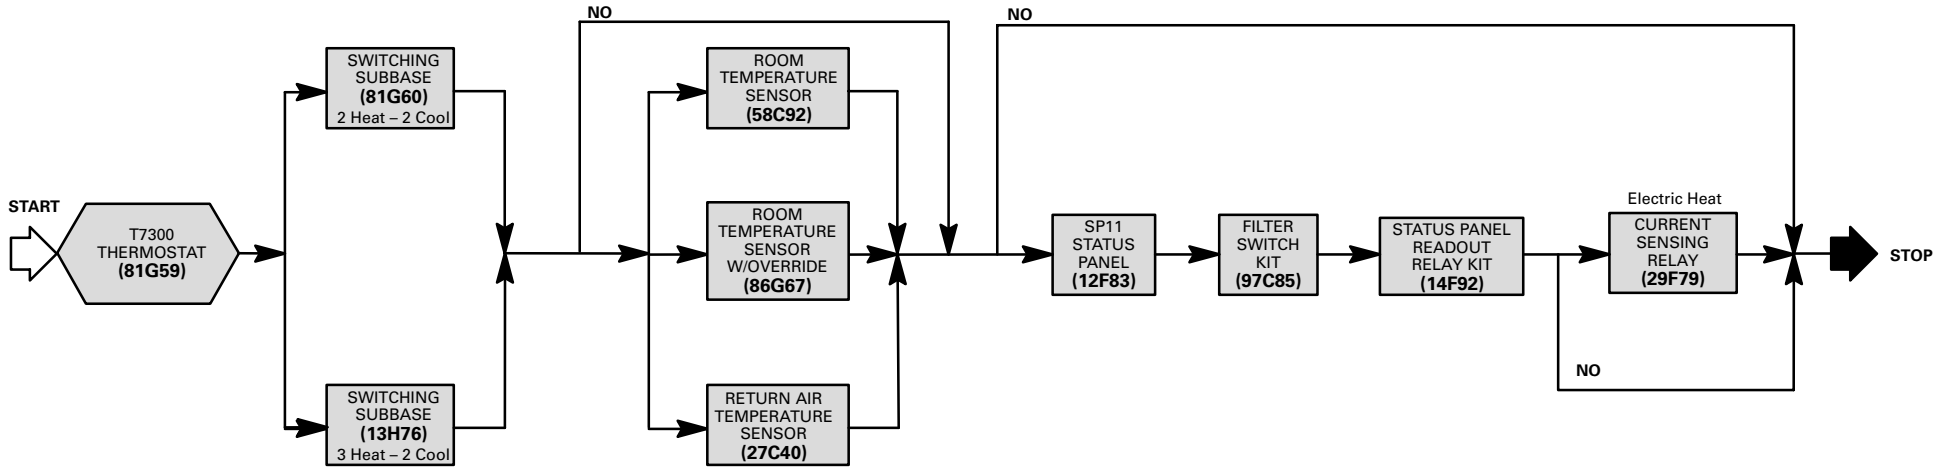 START
T7300
THERMOSTAT
(81G59)
SWITCHING
SUBBASE
(81G60)
2 Heat – 2 Cool
SWITCHING
SUBBASE
(13H76)
3 Heat – 2 Cool
NO
ROOM
TEMPERATURE
SENSOR
(58C92)
ROOM
TEMPERATURE
SENSOR
W/OVERRIDE
(86G67)
RETURN AIR
TEMPERATURE
SENSOR
(27C40)
NO
SP11
STATUS
PANEL
(12F83)
FILTER
SWITCH
KIT
(97C85)
STATUS PANEL
READOUT
RELAY KIT
(14F92)
Electric Heat
CURRENT
SENSING
RELAY
(29F79)
NO
STOP